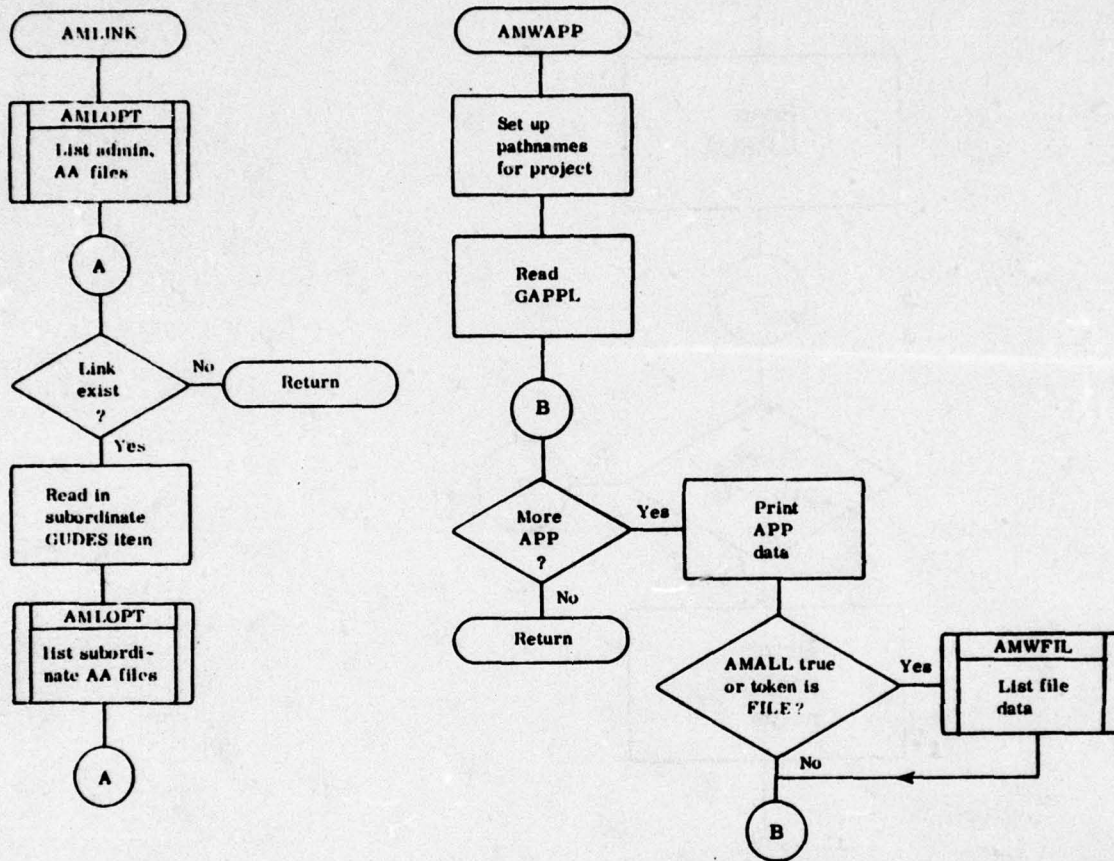 AMLINK
AMLOPT
List admin,
AA files
A
Link
exist
?
No
Return
Yes
Read in
subordinate
GUDES item
AMLOPT
list subordi-
nate AA files
A
AMWAPP
Set up
pathnames
for project
Read
GAPPL
B
More
APP
?
Yes
Print
APP
data
No
Return
AMALL true
or token is
FILE?
Yes
AMWFIL
List file
data
No
B